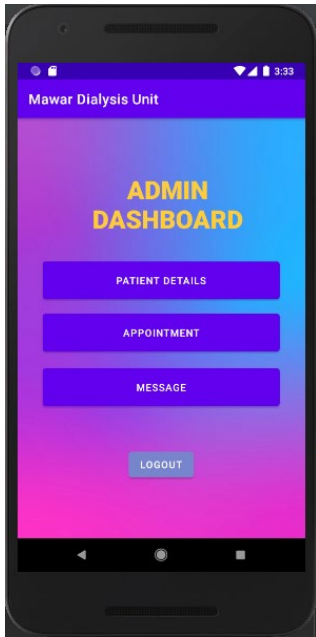 3:33
Mawar Dialysis Unit
ADMIN
DASHBOARD
PATIENT DETAILS
APPOINTMENT
MESSAGE
LOGOUT